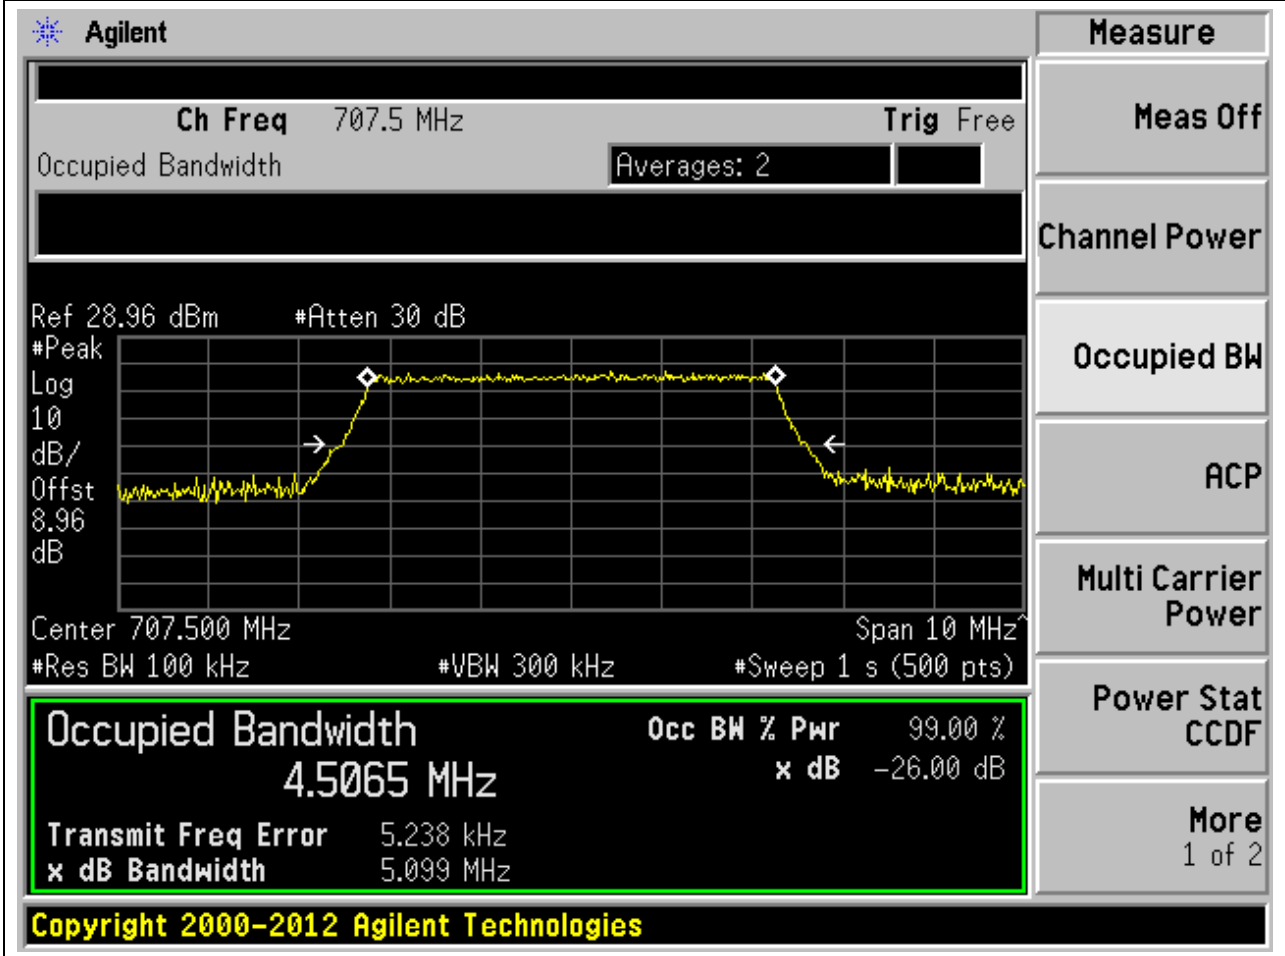 Agilent
Measure
Ch Freq 707.5 MHz Trig Free
Meas Off
Occupied Bandwidth Averages: 2
Channel Power
Ref 28.96 dBm #Atten 30 dB
#Peak
Log
10
dB/
Offst
8.96
dB
Occupied BW
ACP
Center 707.500 MHz Span 10 MHz^
#Res BW 100 kHz #VBW 300 kHz #Sweep 1 s (500 pts)
Multi Carrier
Power
Occupied Bandwidth Occ BW % Pwr 99.00 %
4.5065 MHz x dB -26.00 dB
Transmit Freq Error 5.238 kHz
x dB Bandwidth 5.099 MHz
Power Stat
CCDF
More
1 of 2
Copyright 2000-2012 Agilent Technologies